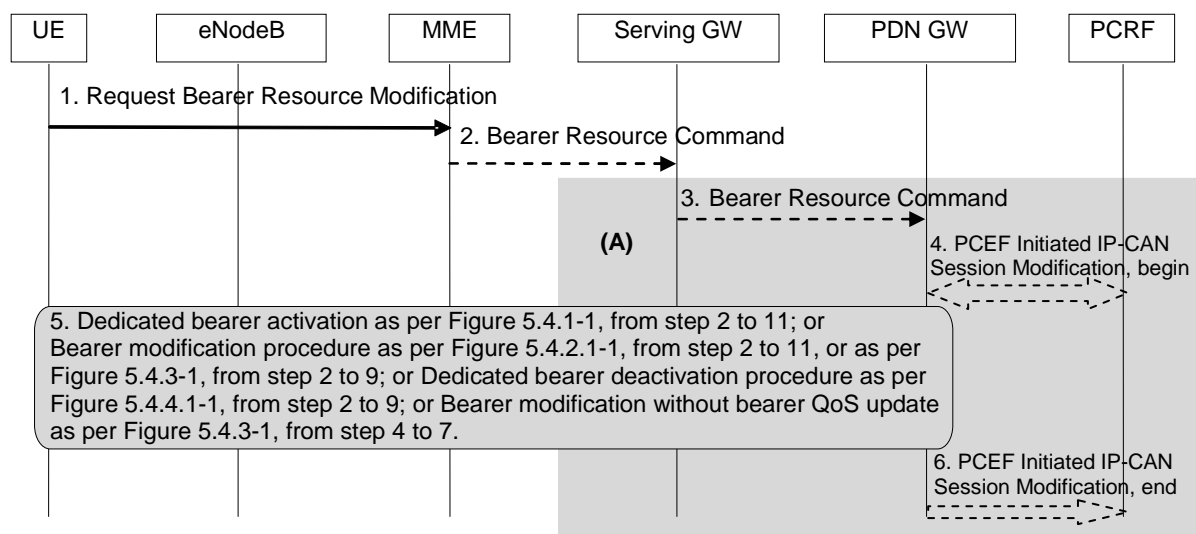 UE
eNodeB
MME
Serving GW
PDN GW
PCRF
1. Request Bearer Resource Modification
2. Bearer Resource Command
3. Bearer Resource Command
(A)
4. PCEF Initiated IP-CAN
Session Modification, begin
5. Dedicated bearer activation as per Figure 5.4.1-1, from step 2 to 11; or
Bearer modification procedure as per Figure 5.4.2.1-1, from step 2 to 11, or as per
Figure 5.4.3-1, from step 2 to 9; or Dedicated bearer deactivation procedure as per
Figure 5.4.4.1-1, from step 2 to 9; or Bearer modification without bearer QoS update
as per Figure 5.4.3-1, from step 4 to 7.
6. PCEF Initiated IP-CAN
Session Modification, end